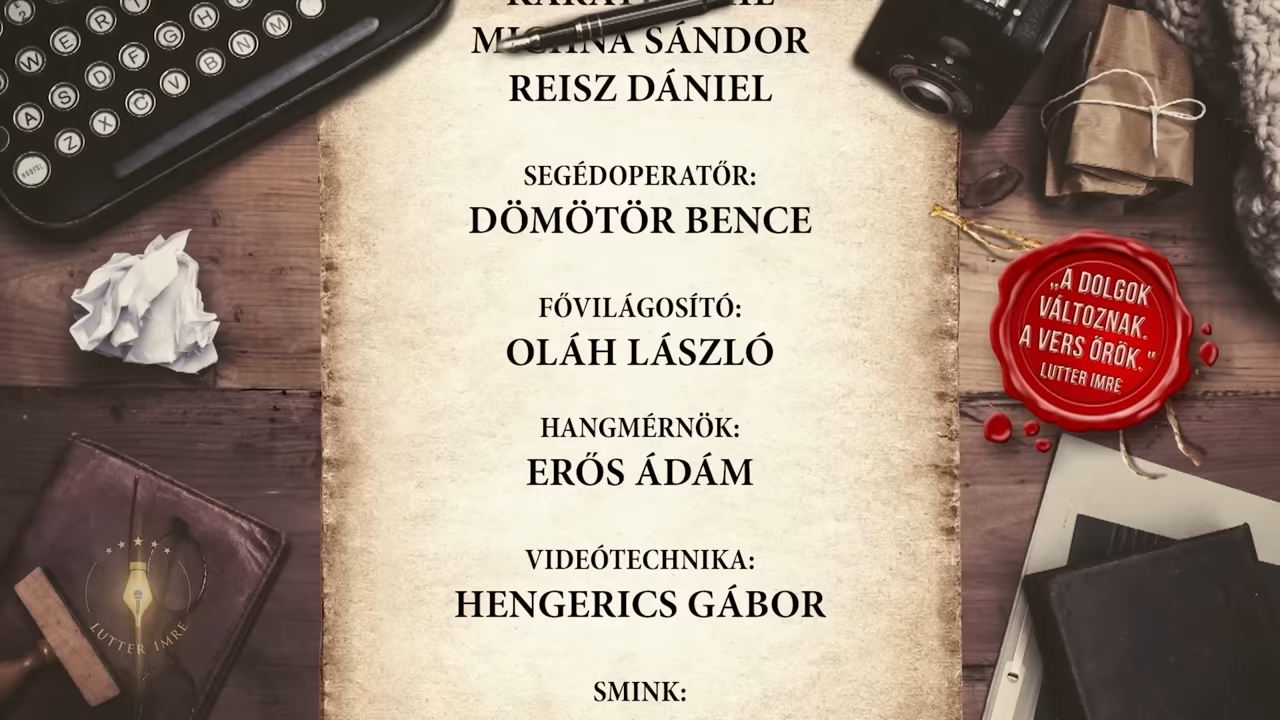 SÁNDOR
REISZ DÁNIEL
SEGÉDOPERATŐR:
DÖMÖTÖR BENCE
FŐVILÁGOSÍTÓ:
OLÁH LÁSZLÓ
HANGMÉRNÖK:
ERŐS ÁDÁM
VIDEÓTECHNIKA:
HENGERICS GÁBOR
SMINK:
„A DOLGOK
VÁLTOZNAK.
A VERS ÖRÖK."
LUTTER IMRE
LUTTER IMRE
W E R T F G H
A S D F G V B N M
Z X C V